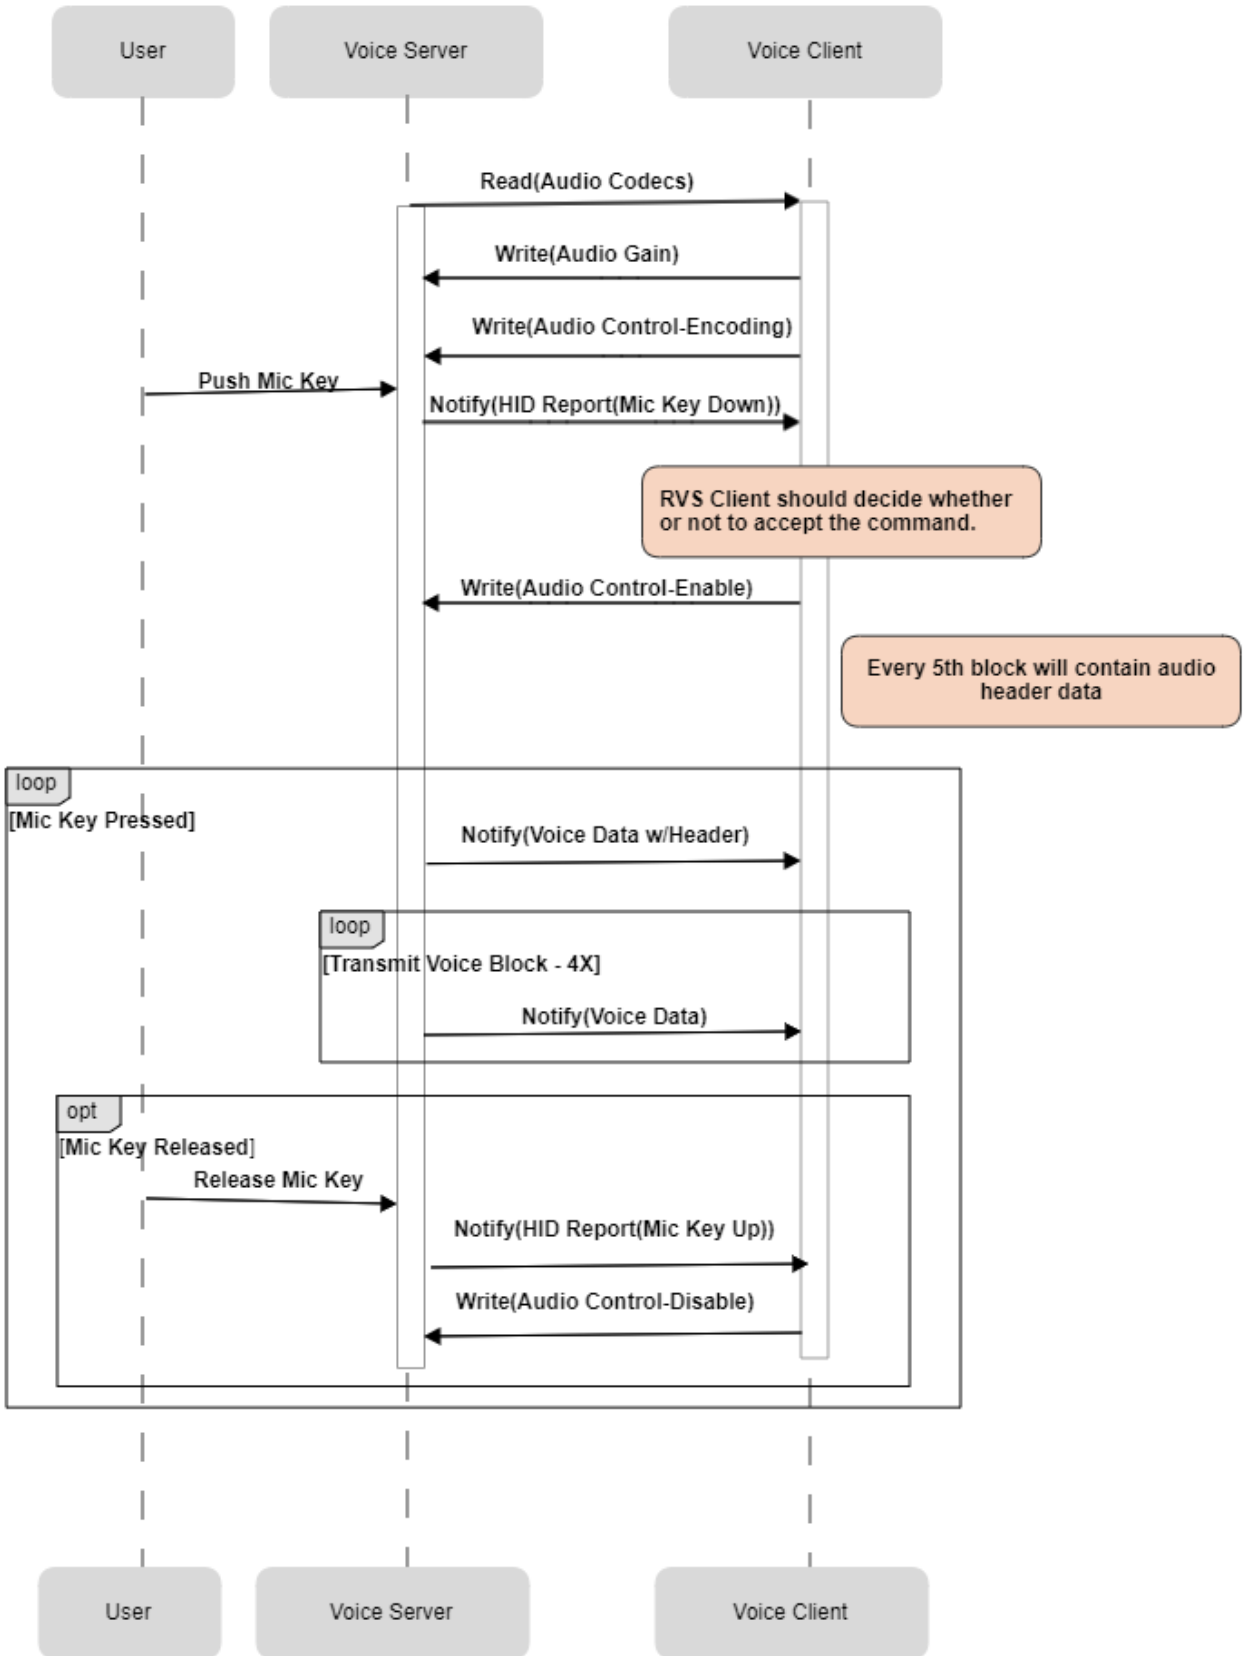 User
Voice Server
Voice Client
Read(Audio Codecs)
Write(Audio Gain)
Write(Audio Control-Encoding)
Push Mic Key
Notify(HID Report(Mic Key Down))
RVS Client should decide whether
or not to accept the command.
Write(Audio Control-Enable)
Every 5th block will contain audio
header data
loop
[Mic Key Pressed]
Notify(Voice Data w/Header)
loop
[Transmit Voice Block - 4X]
Notify(Voice Data)
opt
[Mic Key Released]
Release Mic Key
Notify(HID Report(Mic Key Up))
Write(Audio Control-Disable)
User
Voice Server
Voice Client